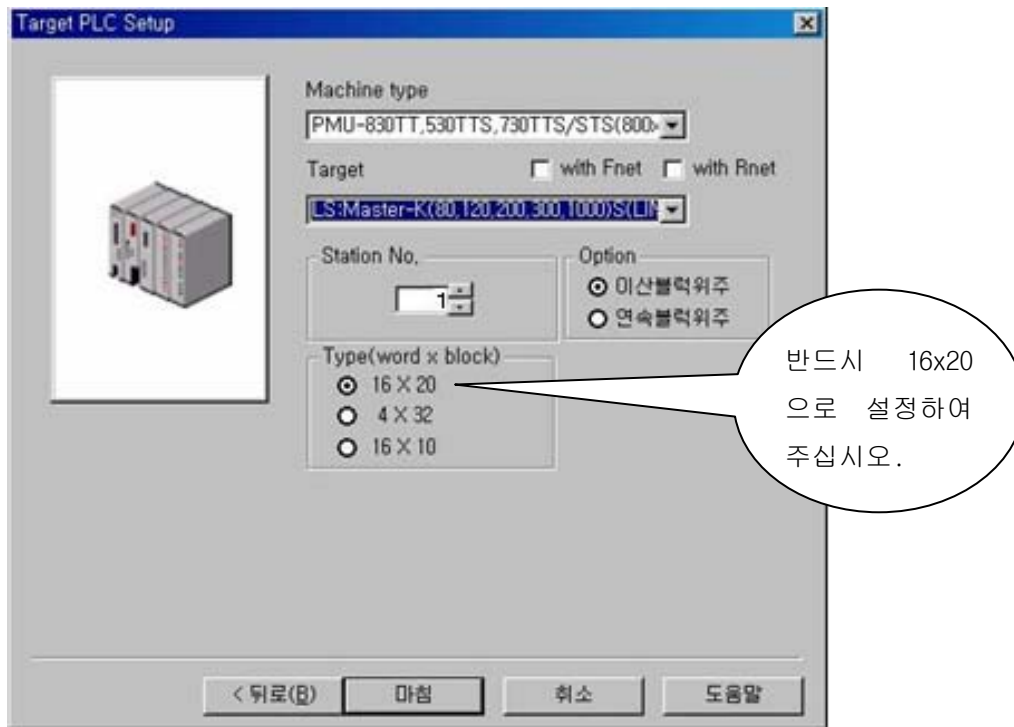 Target PLC Setup
Machine type
PMU-830TT,530TTS,730TTS/STS(800x
Target
with Fnet
with Rnet
LS:Master-K(80,120,200,300,1000)S(LIN
Station No,
1
Option
이산블럭위주
연속블럭위주
Type(word x block)
16 X 20
4 X 32
16 X 10
반드시 16x20
으로 설정하여
주십시오.
< 뒤로(B)
마침
취소
도움말